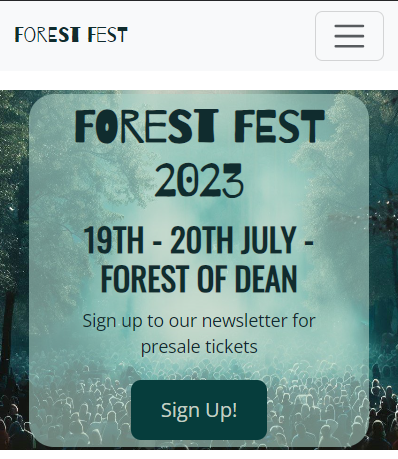 FOREST FEST
FOREST FEST
2023
19TH - 20TH JULY -
FOREST OF DEAN
Sign up to our newsletter for
presale tickets
Sign Up!